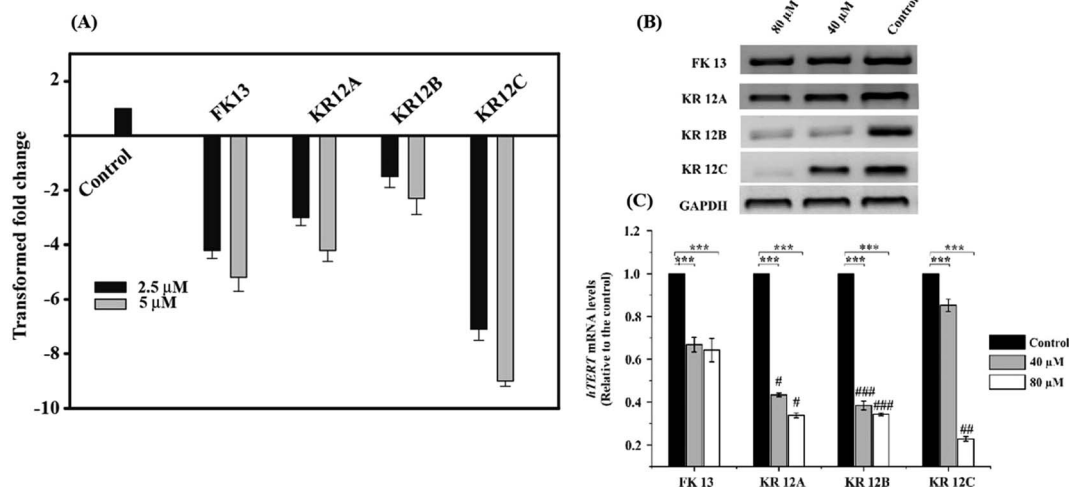 (A)
Transformed fold change
2
-2
-4
-6
-8
-10
Control
FK13
KR12A
KR12B
KR12C
2.5 µM
5 µM
(B)
80 µM
40 µM
Control
FK 13
KR 12A
KR 12B
KR 12C
GAPDH
(C)
hTERT mRNA levels
(Relative to the control)
1.2
1.0
0.8
0.6
0.4
0.2
***
***
***
***
***
***
***
***
#
#
###
###
##
Control
40 µM
80 µM
FK 13
KR 12A
KR 12B
KR 12C